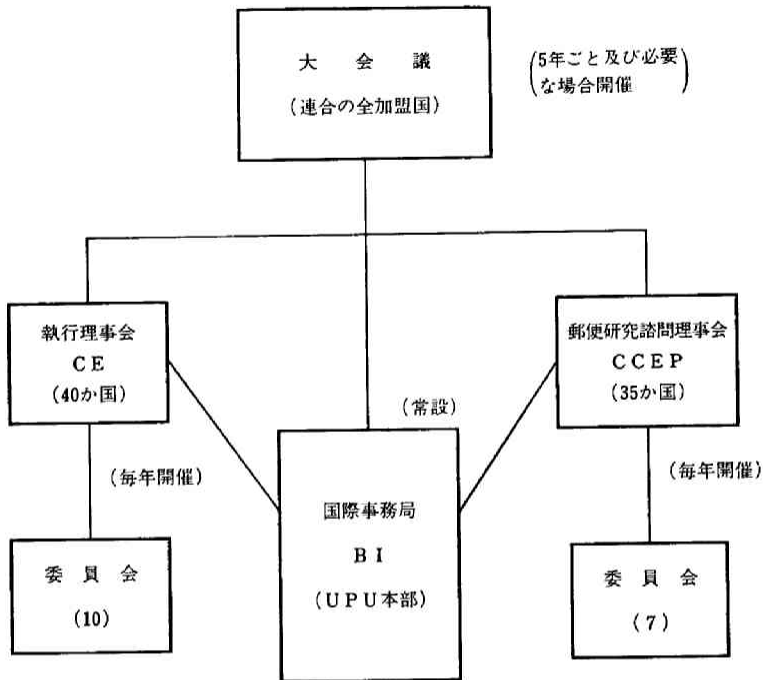 大会議
(連合の全加盟国)
(5年ごと及び必要
な場合開催)
執行理事会
CE
(40か国)
郵便研究諮問理事会
CCEP
(35か国)
(常設)
(毎年開催)
(毎年開催)
国際事務局
BI
(UPU本部)
委員会
(10)
委員会
(7)